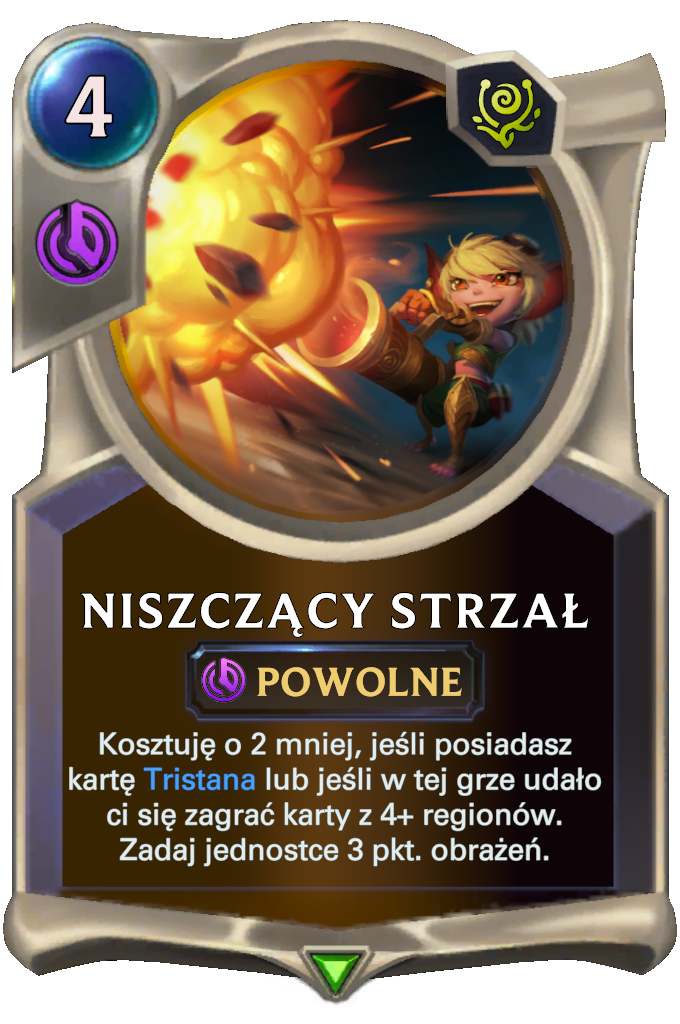 4
NISZCZĄCY STRZAŁ
POWOLNE
Kosztuję o 2 mniej, jeśli posiadasz
kartę Tristana lub jeśli w tej grze udało
ci się zagrać karty z 4+ regionów.
Zadaj jednostce 3 pkt. obrażeń.